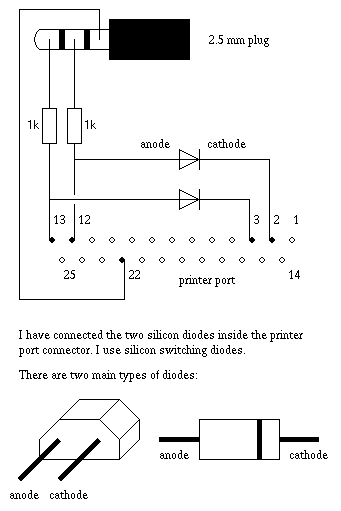 2.5 mm plug
1k 1k
anode cathode
13 12 3 2 1
25 22 14
printer port
I have connected the two silicon diodes inside the printer
port connector. I use silicon switching diodes.
There are two main types of diodes:
anode cathode
anode cathode